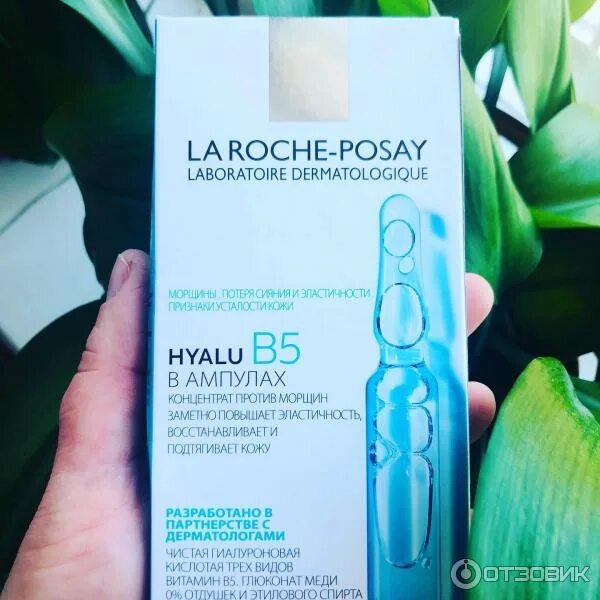 LA ROCHE-POSAY
LABORATOIRE DERMATOLOGIQUE
МОРЩИНЫ . ПОТЕРЯ СИЯНИЯ И ЭЛАСТИЧНОСТИ .
ПРИЗНАКИ УСТАЛОСТИ КОЖИ
HYALU B5
В АМПУЛАХ
КОНЦЕНТРАТ ПРОТИВ МОРЩИН
ЗАМЕТНО ПОВЫШАЕТ ЭЛАСТИЧНОСТЬ,
ВОССТАНАВЛИВАЕТ И
ПОДТЯГИВАЕТ КОЖУ
РАЗРАБОТАНО В
ПАРТНЕРСТВЕ С
ДЕРМАТОЛОГАМИ
ЧИСТАЯ ГИАЛУРОНОВАЯ
КИСЛОТА ТРЕХ ВИДОВ
ВИТАМИН B5. ГЛЮКОНАТ МЕДИ
0% ОТДУШЕК И ЭТИЛОВОГО СПИРТА
ОТЗОВИК